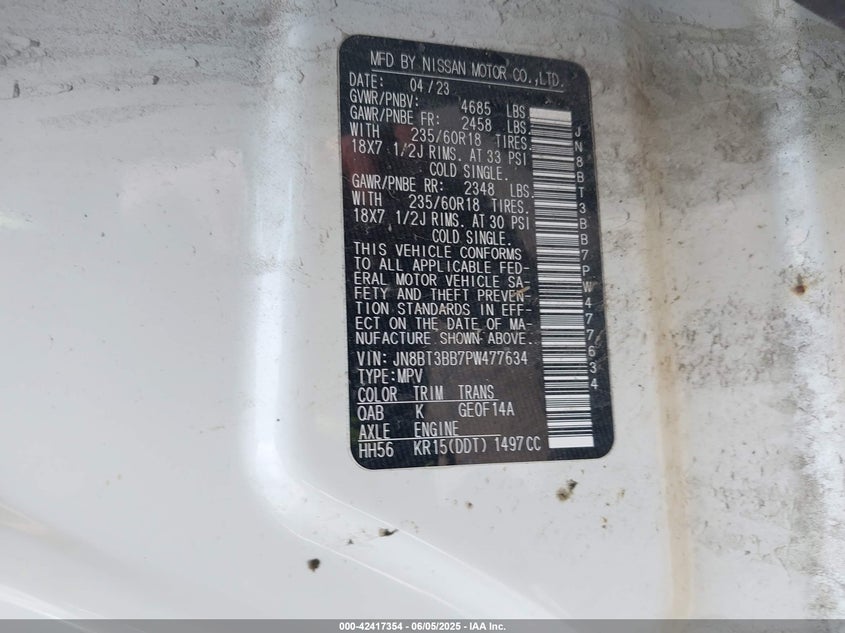 MFD BY NISSAN MOTOR CO.,LTD.
DATE: 04/23
GVWR/PNBV: 4685 LBS
GAWR/PNBE FR: 2458 LBS.
WITH 235/60R18 TIRES.
18X7 1/2J RIMS. AT 33 PSI
COLD SINGLE.
GAWR/PNBE RR: 2348 LBS.
WITH 235/60R18 TIRES.
18X7 1/2J RIMS. AT 30 PSI
COLD SINGLE.
THIS VEHICLE CONFORMS
TO ALL APPLICABLE FED-
ERAL MOTOR VEHICLE SA-
FETY AND THEFT PREVEN-
TION STANDARDS IN EFF-
ECT ON THE DATE OF MA-
NUFACTURE SHOWN ABOVE.
VIN: JN8BT3BB7PW477634
TYPE:MPV
COLOR TRIM TRANS
QAB K GE0F14A
AXLE ENGINE
HH56 KR15(DDT) 1497CC
JN8BT3BB7PW477634
000-42417354 - 06/05/2025 - IAA Inc.